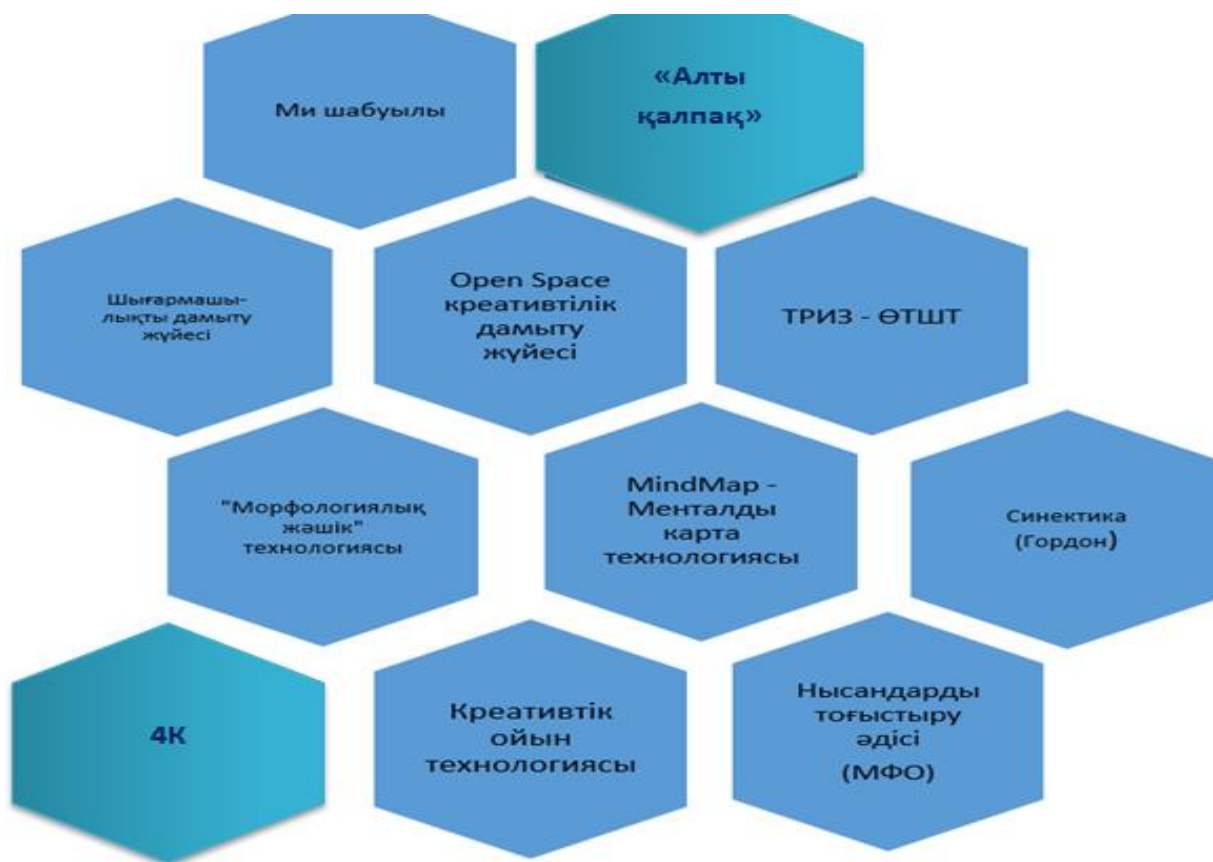 Ми шабуылы
«Алты
қалпақ»
Шығармашы-
лықты дамыту
жүйесі
Open Space
креативтілік
дамыту
жүйесі
ТРИЗ - ӨТШТ
"Морфологиялық
жәшік"
технологиясы
MindMap -
Менталды
карта
технологиясы
Синектика
(Гордон)
4К
Креативтік
ойын
технологиясы
Нысандарды
тоғыстыру
әдісі
(МФО)